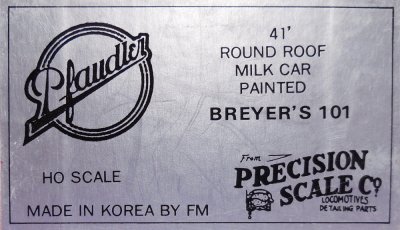 Pfaudler
41'
ROUND ROOF
MILK CAR
PAINTED
BREYER'S 101
HO SCALE
MADE IN KOREA BY FM
From
PRECISION
SCALE Co.
LOCOMOTIVES
DETAILING PARTS